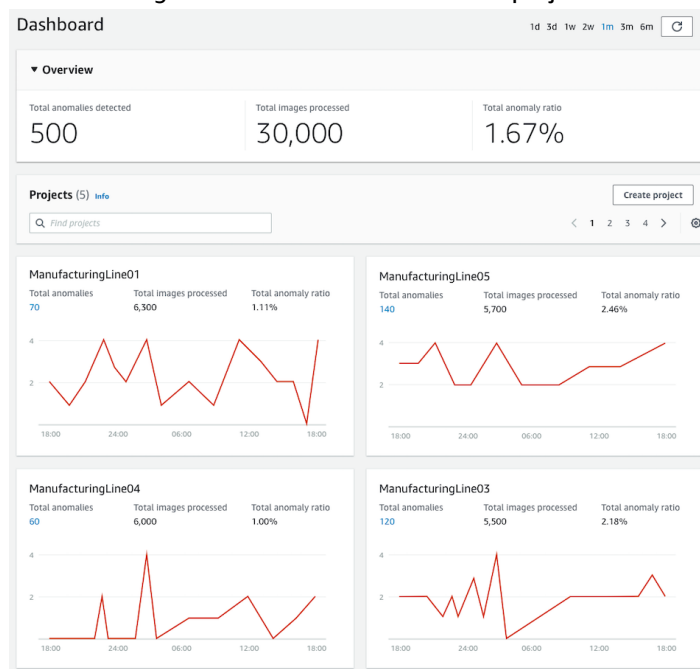 Dashboard
1d 3d 1w 2w 1m 3m 6m
Overview
Total anomalies detected
500
Total images processed
30,000
Total anomaly ratio
1.67%
Projects (5) Info
Create project
Find projects
1 2 3 4
ManufacturingLine01
Total anomalies Total images processed Total anomaly ratio
70 6,300 1.11%
4
2
18:00 24:00 06:00 12:00 18:00
ManufacturingLine05
Total anomalies Total images processed Total anomaly ratio
140 5,700 2.46%
4
2
18:00 24:00 06:00 12:00 18:00
ManufacturingLine04
Total anomalies Total images processed Total anomaly ratio
60 6,000 1.00%
4
2
18:00 24:00 06:00 12:00 18:00
ManufacturingLine03
Total anomalies Total images processed Total anomaly ratio
120 5,500 2.18%
4
2
18:00 24:00 06:00 12:00 18:00